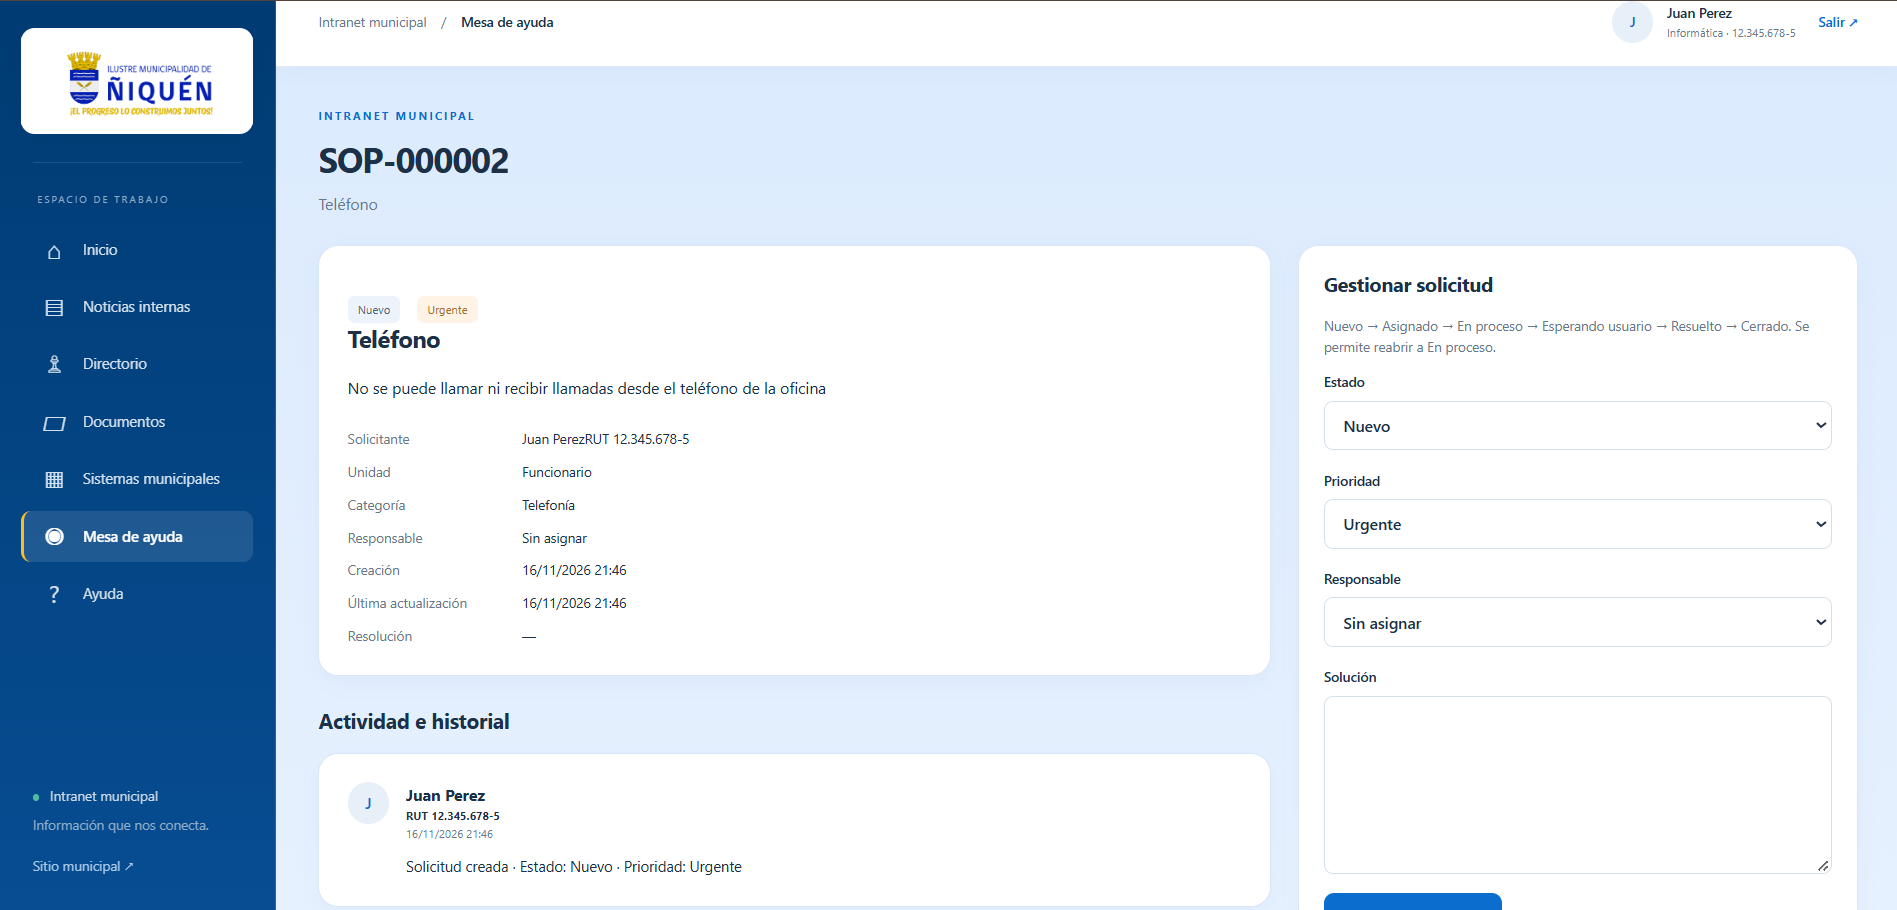 ILUSTRE MUNICIPALIDAD DE
ÑIQUÉN
¡EL PROGRESO LO CONSTRUIMOS JUNTOS!
ESPACIO DE TRABAJO
Inicio
Noticias internas
Directorio
Documentos
Sistemas municipales
Mesa de ayuda
? Ayuda
Intranet municipal
Información que nos conecta.
Sitio municipal ↗
Intranet municipal / Mesa de ayuda
J
Juan Perez
Informática · 12.345.678-5
Salir ↗
INTRANET MUNICIPAL
SOP-000002
Teléfono
Nuevo Urgente
Teléfono
No se puede llamar ni recibir llamadas desde el teléfono de la oficina
Solicitante Juan PerezRUT 12.345.678-5
Unidad Funcionario
Categoría Telefonía
Responsable Sin asignar
Creación 16/11/2026 21:46
Última actualización 16/11/2026 21:46
Resolución —
Actividad e historial
J
Juan Perez
RUT 12.345.678-5
16/11/2026 21:46
Solicitud creada · Estado: Nuevo · Prioridad: Urgente
Gestionar solicitud
Nuevo → Asignado → En proceso → Esperando usuario → Resuelto → Cerrado. Se
permite reabrir a En proceso.
Estado
Nuevo
Prioridad
Urgente
Responsable
Sin asignar
Solución